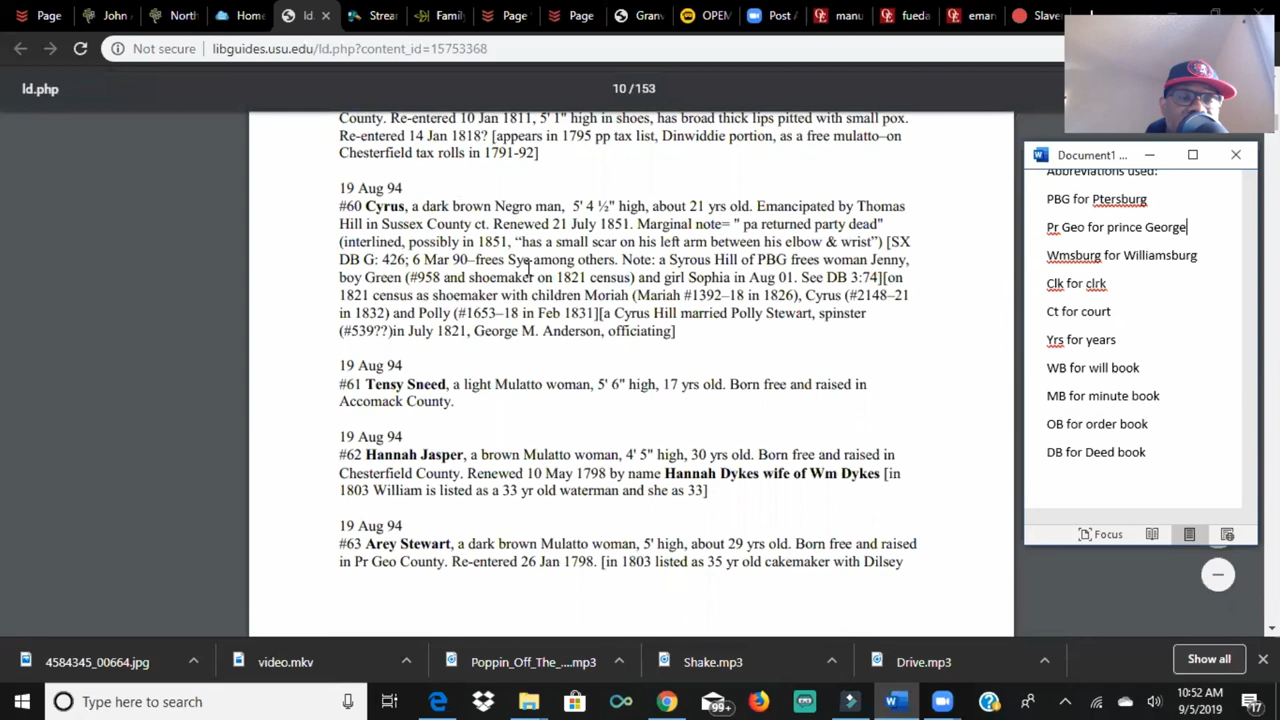 Page
John
North
Home
ld.
Strea
Family
Page
Page
Gran
OPEM
Post A
manu
fueda
eman
Slave
Not secure
libguides.usu.edu/ld.php?content_id=15753368
ld.php
10 / 153
County. Re-entered 10 Jan 1811, 5' 1" high in shoes, has broad thick lips pitted with small pox.
Re-entered 14 Jan 1818? [appears in 1795 pp tax list, Dinwiddie portion, as a free mulatto–on
Chesterfield tax rolls in 1791-92]
19 Aug 94
#60 Cyrus, a dark brown Negro man, 5' 4 ½" high, about 21 yrs old. Emancipated by Thomas
Hill in Sussex County ct. Renewed 21 July 1851. Marginal note= " pa returned party dead"
(interlined, possibly in 1851, “has a small scar on his left arm between his elbow & wrist”) [SX
DB G: 426; 6 Mar 90–frees Sye among others. Note: a Syrous Hill of PBG frees woman Jenny,
boy Green (#958 and shoemaker on 1821 census) and girl Sophia in Aug 01. See DB 3:74][on
1821 census as shoemaker with children Moriah (Mariah #1392–18 in 1826), Cyrus (#2148–21
in 1832) and Polly (#1653–18 in Feb 1831][a Cyrus Hill married Polly Stewart, spinster
(#539??)in July 1821, George M. Anderson, officiating]
19 Aug 94
#61 Tensy Sneed, a light Mulatto woman, 5' 6" high, 17 yrs old. Born free and raised in
Accomack County.
19 Aug 94
#62 Hannah Jasper, a brown Mulatto woman, 4' 5" high, 30 yrs old. Born free and raised in
Chesterfield County. Renewed 10 May 1798 by name Hannah Dykes wife of Wm Dykes [in
1803 William is listed as a 33 yr old waterman and she as 33]
19 Aug 94
#63 Arey Stewart, a dark brown Mulatto woman, 5' high, about 29 yrs old. Born free and raised
in Pr Geo County. Re-entered 26 Jan 1798. [in 1803 listed as 35 yr old cakemaker with Dilsey
Document1 ...
Abbreviations used:
PBG for Ptersburg
Pr Geo for prince George
Wmsburg for Williamsburg
Clk for clrk
Ct for court
Yrs for years
WB for will book
MB for minute book
OB for order book
DB for Deed book
Focus
4584345_00664.jpg
video.mkv
Poppin_Off_The_....mp3
Shake.mp3
Drive.mp3
Show all
Type here to search
99+
10:52 AM
9/5/2019
17